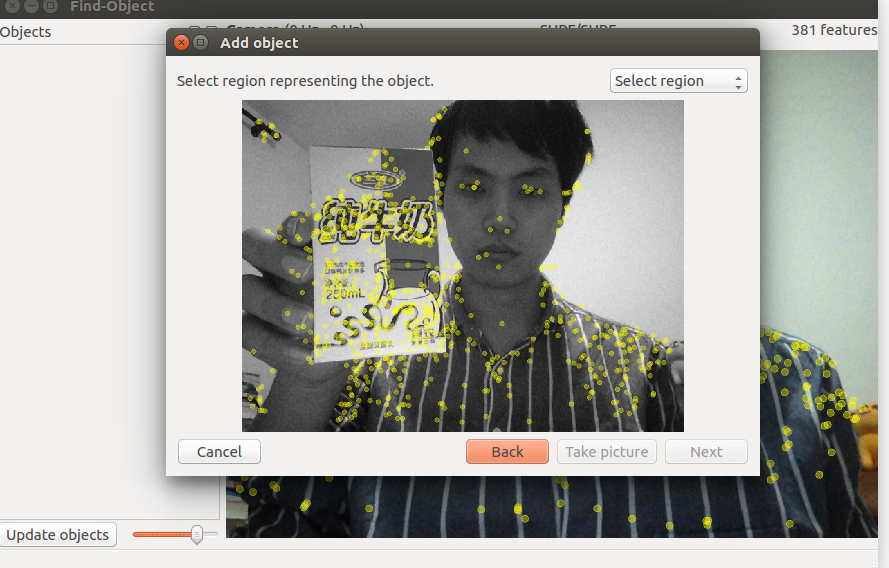 Find-Object
Objects
Camera (0 Hz - 0 Hz)
SURF/SURF
381 features
Add object
Select region representing the object.
Select region
纯牛奶
250mL
Cancel
Back
Take picture
Next
Update objects